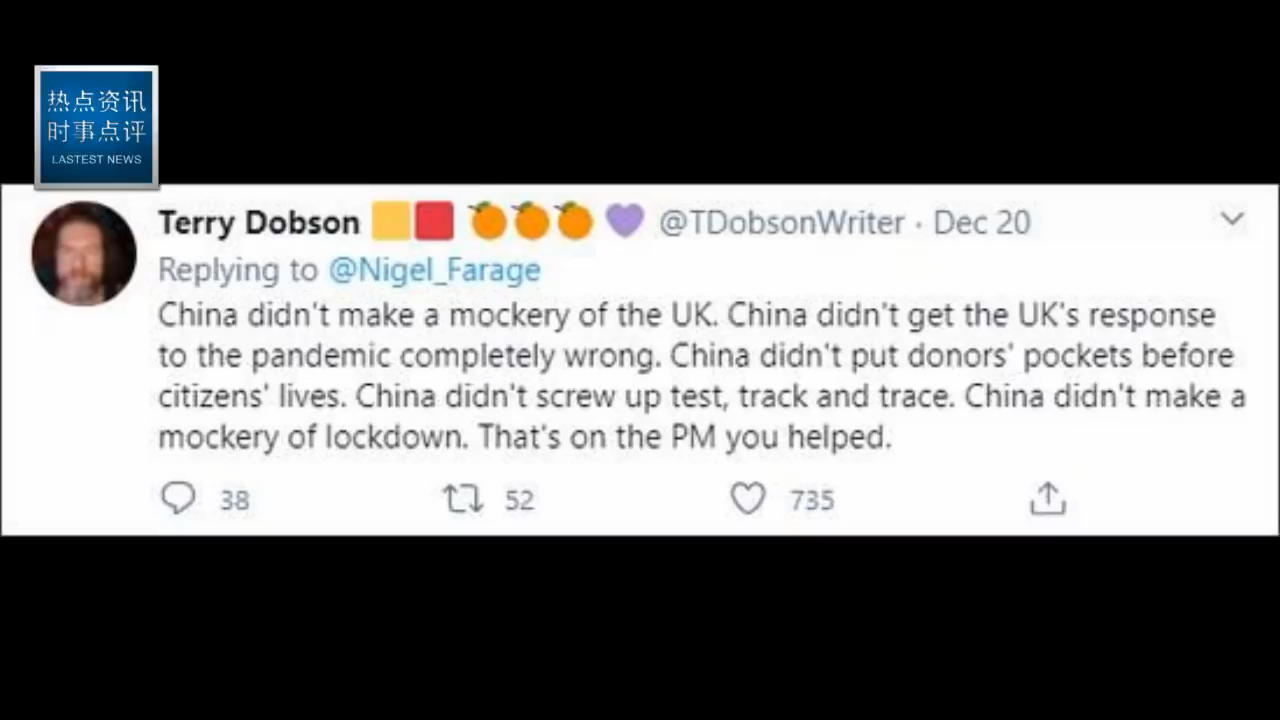 热点资讯
时事点评
LASTEST NEWS
Terry Dobson 🟨🟥 🍊🍊🍊 💜 @TDobsonWriter · Dec 20
Replying to @Nigel_Farage
China didn't make a mockery of the UK. China didn't get the UK's response
to the pandemic completely wrong. China didn't put donors' pockets before
citizens' lives. China didn't screw up test, track and trace. China didn't make a
mockery of lockdown. That's on the PM you helped.
38 52 735